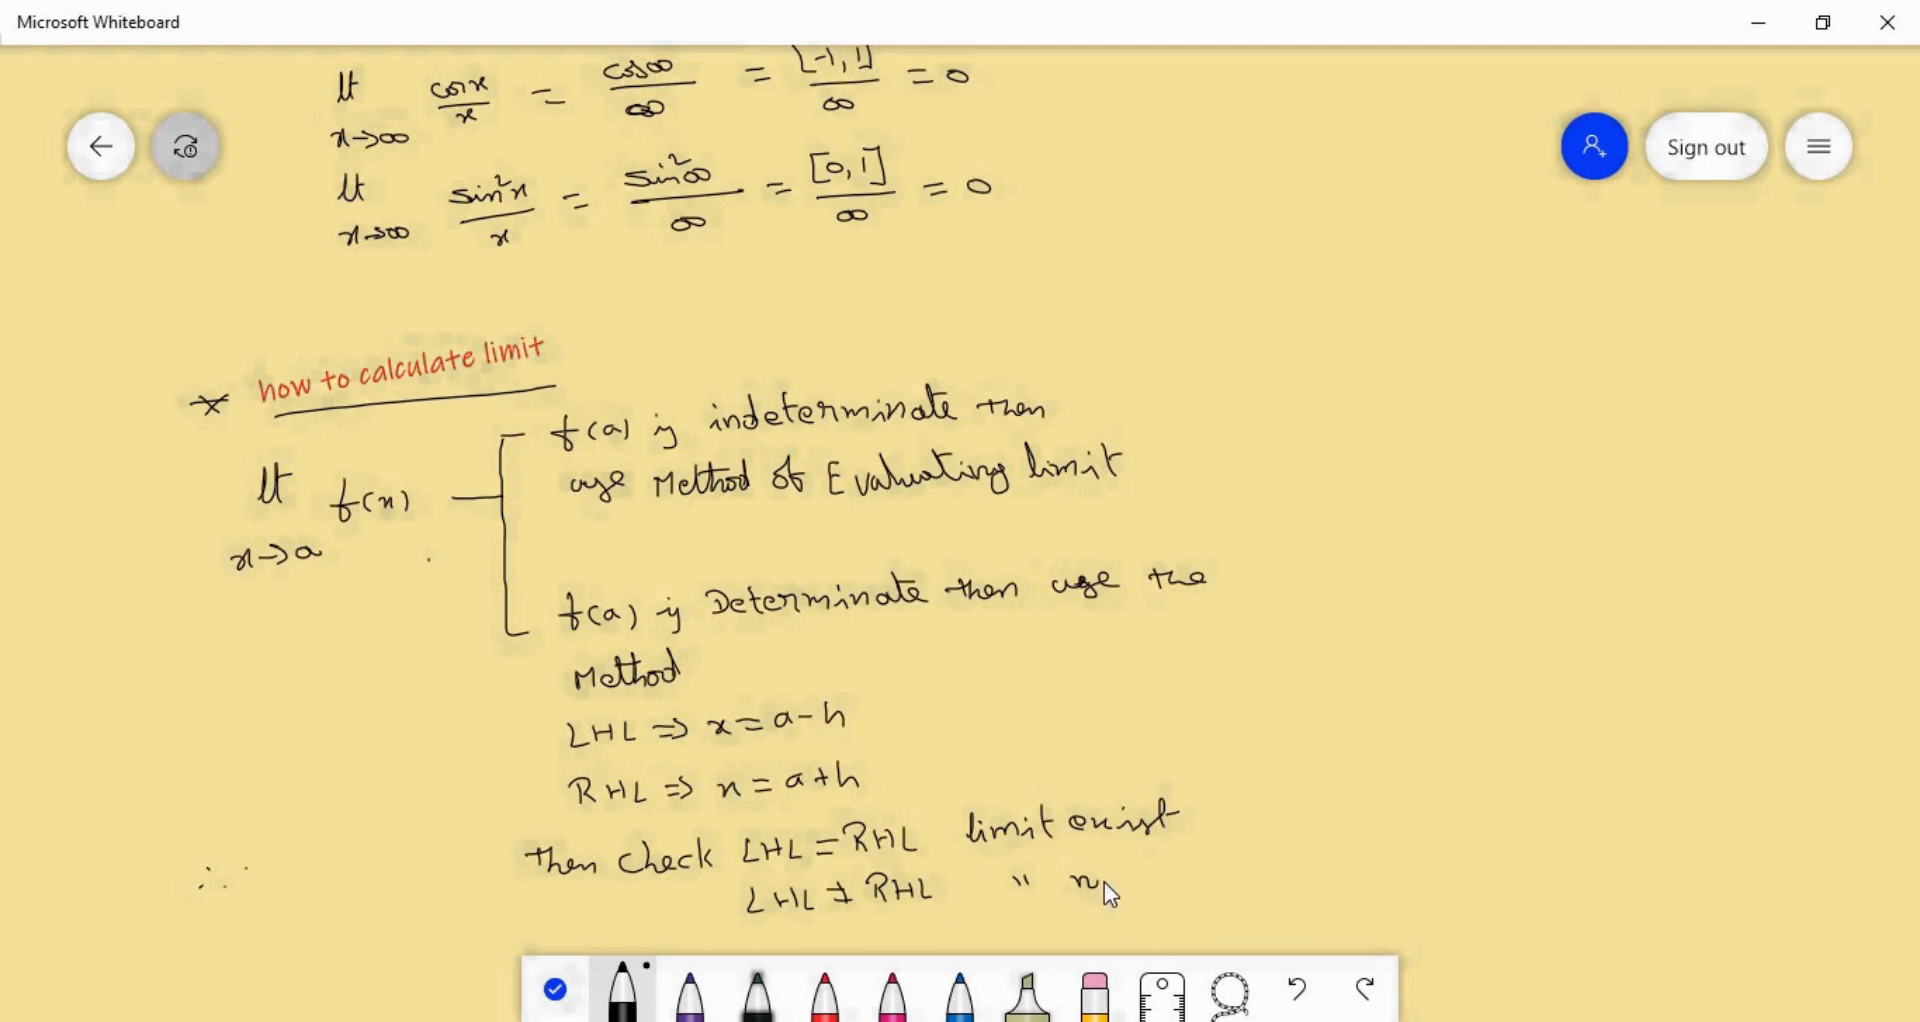 Microsoft Whiteboard
lt x→∞ cosx/x = cos∞/∞ = [-1,1]/∞ = 0
Sign out
lt x→∞ sin²x/x = sin²∞/∞ = [0,1]/∞ = 0
* how to calculate limit
lt x→a f(x)
f(a) is indeterminate then
use Method of Evaluating limit
f(a) is Determinate then use the
Method
LHL ⇒ x = a-h
RHL ⇒ x = a+h
Then check LHL = RHL limit exist
LHL ≠ RHL " n